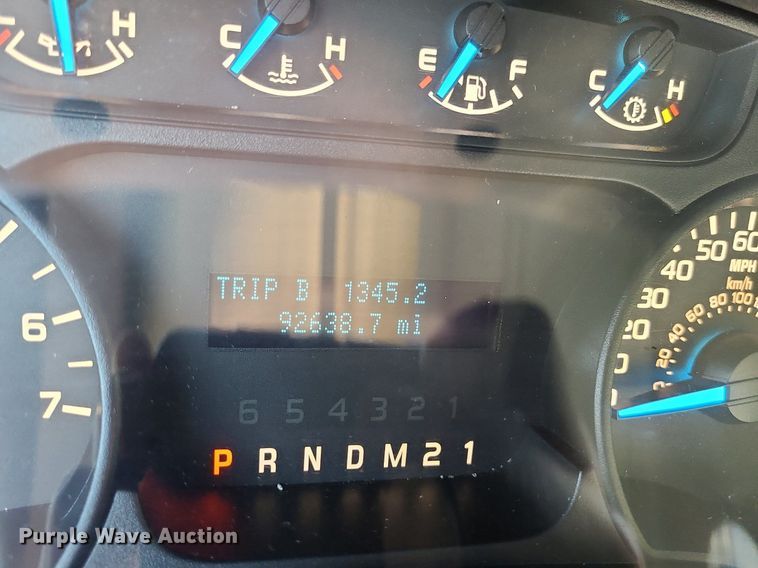 L H
C H
E F
C H
TRIP B 1345.2
92638.7 mi
6 5 4 3 2 1
P R N D M 2 1
7
6
7
60
50
40
30
20
MPH
km/h
100
80
60
40
20
Purple Wave Auction